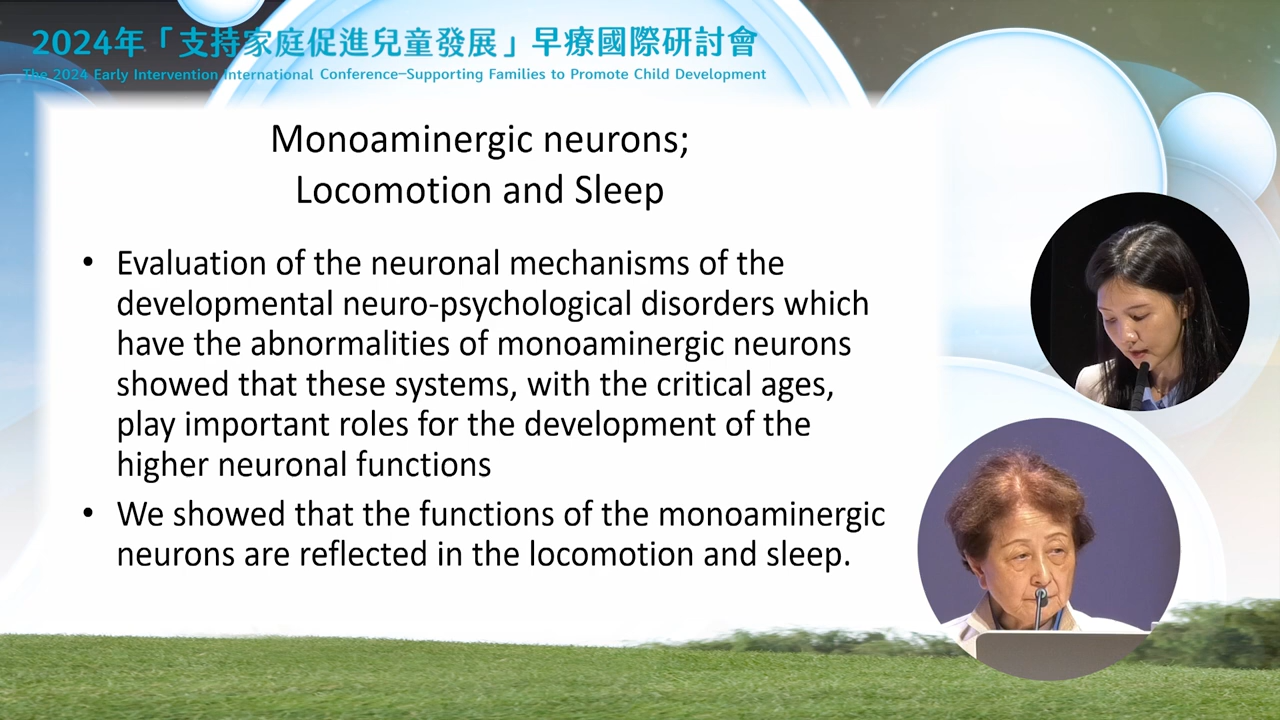 2024年「支持家庭促進兒童發展」早療國際研討會
The 2024 Early Intervention International Conference-Supporting Families to Promote Child Development
Monoaminergic neurons;
Locomotion and Sleep
• Evaluation of the neuronal mechanisms of the
developmental neuro-psychological disorders which
have the abnormalities of monoaminergic neurons
showed that these systems, with the critical ages,
play important roles for the development of the
higher neuronal functions
• We showed that the functions of the monoaminergic
neurons are reflected in the locomotion and sleep.